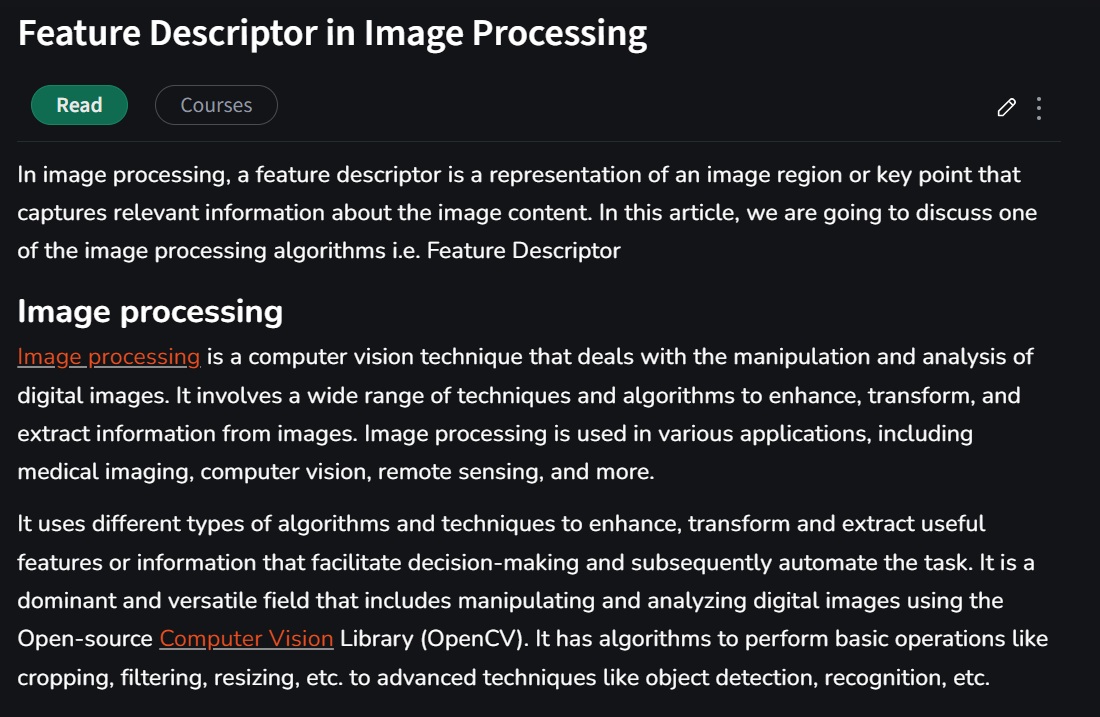 Feature Descriptor in Image Processing
Read
Courses
In image processing, a feature descriptor is a representation of an image region or key point that
captures relevant information about the image content. In this article, we are going to discuss one
of the image processing algorithms i.e. Feature Descriptor
Image processing
Image processing is a computer vision technique that deals with the manipulation and analysis of
digital images. It involves a wide range of techniques and algorithms to enhance, transform, and
extract information from images. Image processing is used in various applications, including
medical imaging, computer vision, remote sensing, and more.
It uses different types of algorithms and techniques to enhance, transform and extract useful
features or information that facilitate decision-making and subsequently automate the task. It is a
dominant and versatile field that includes manipulating and analyzing digital images using the
Open-source Computer Vision Library (OpenCV). It has algorithms to perform basic operations like
cropping, filtering, resizing, etc. to advanced techniques like object detection, recognition, etc.